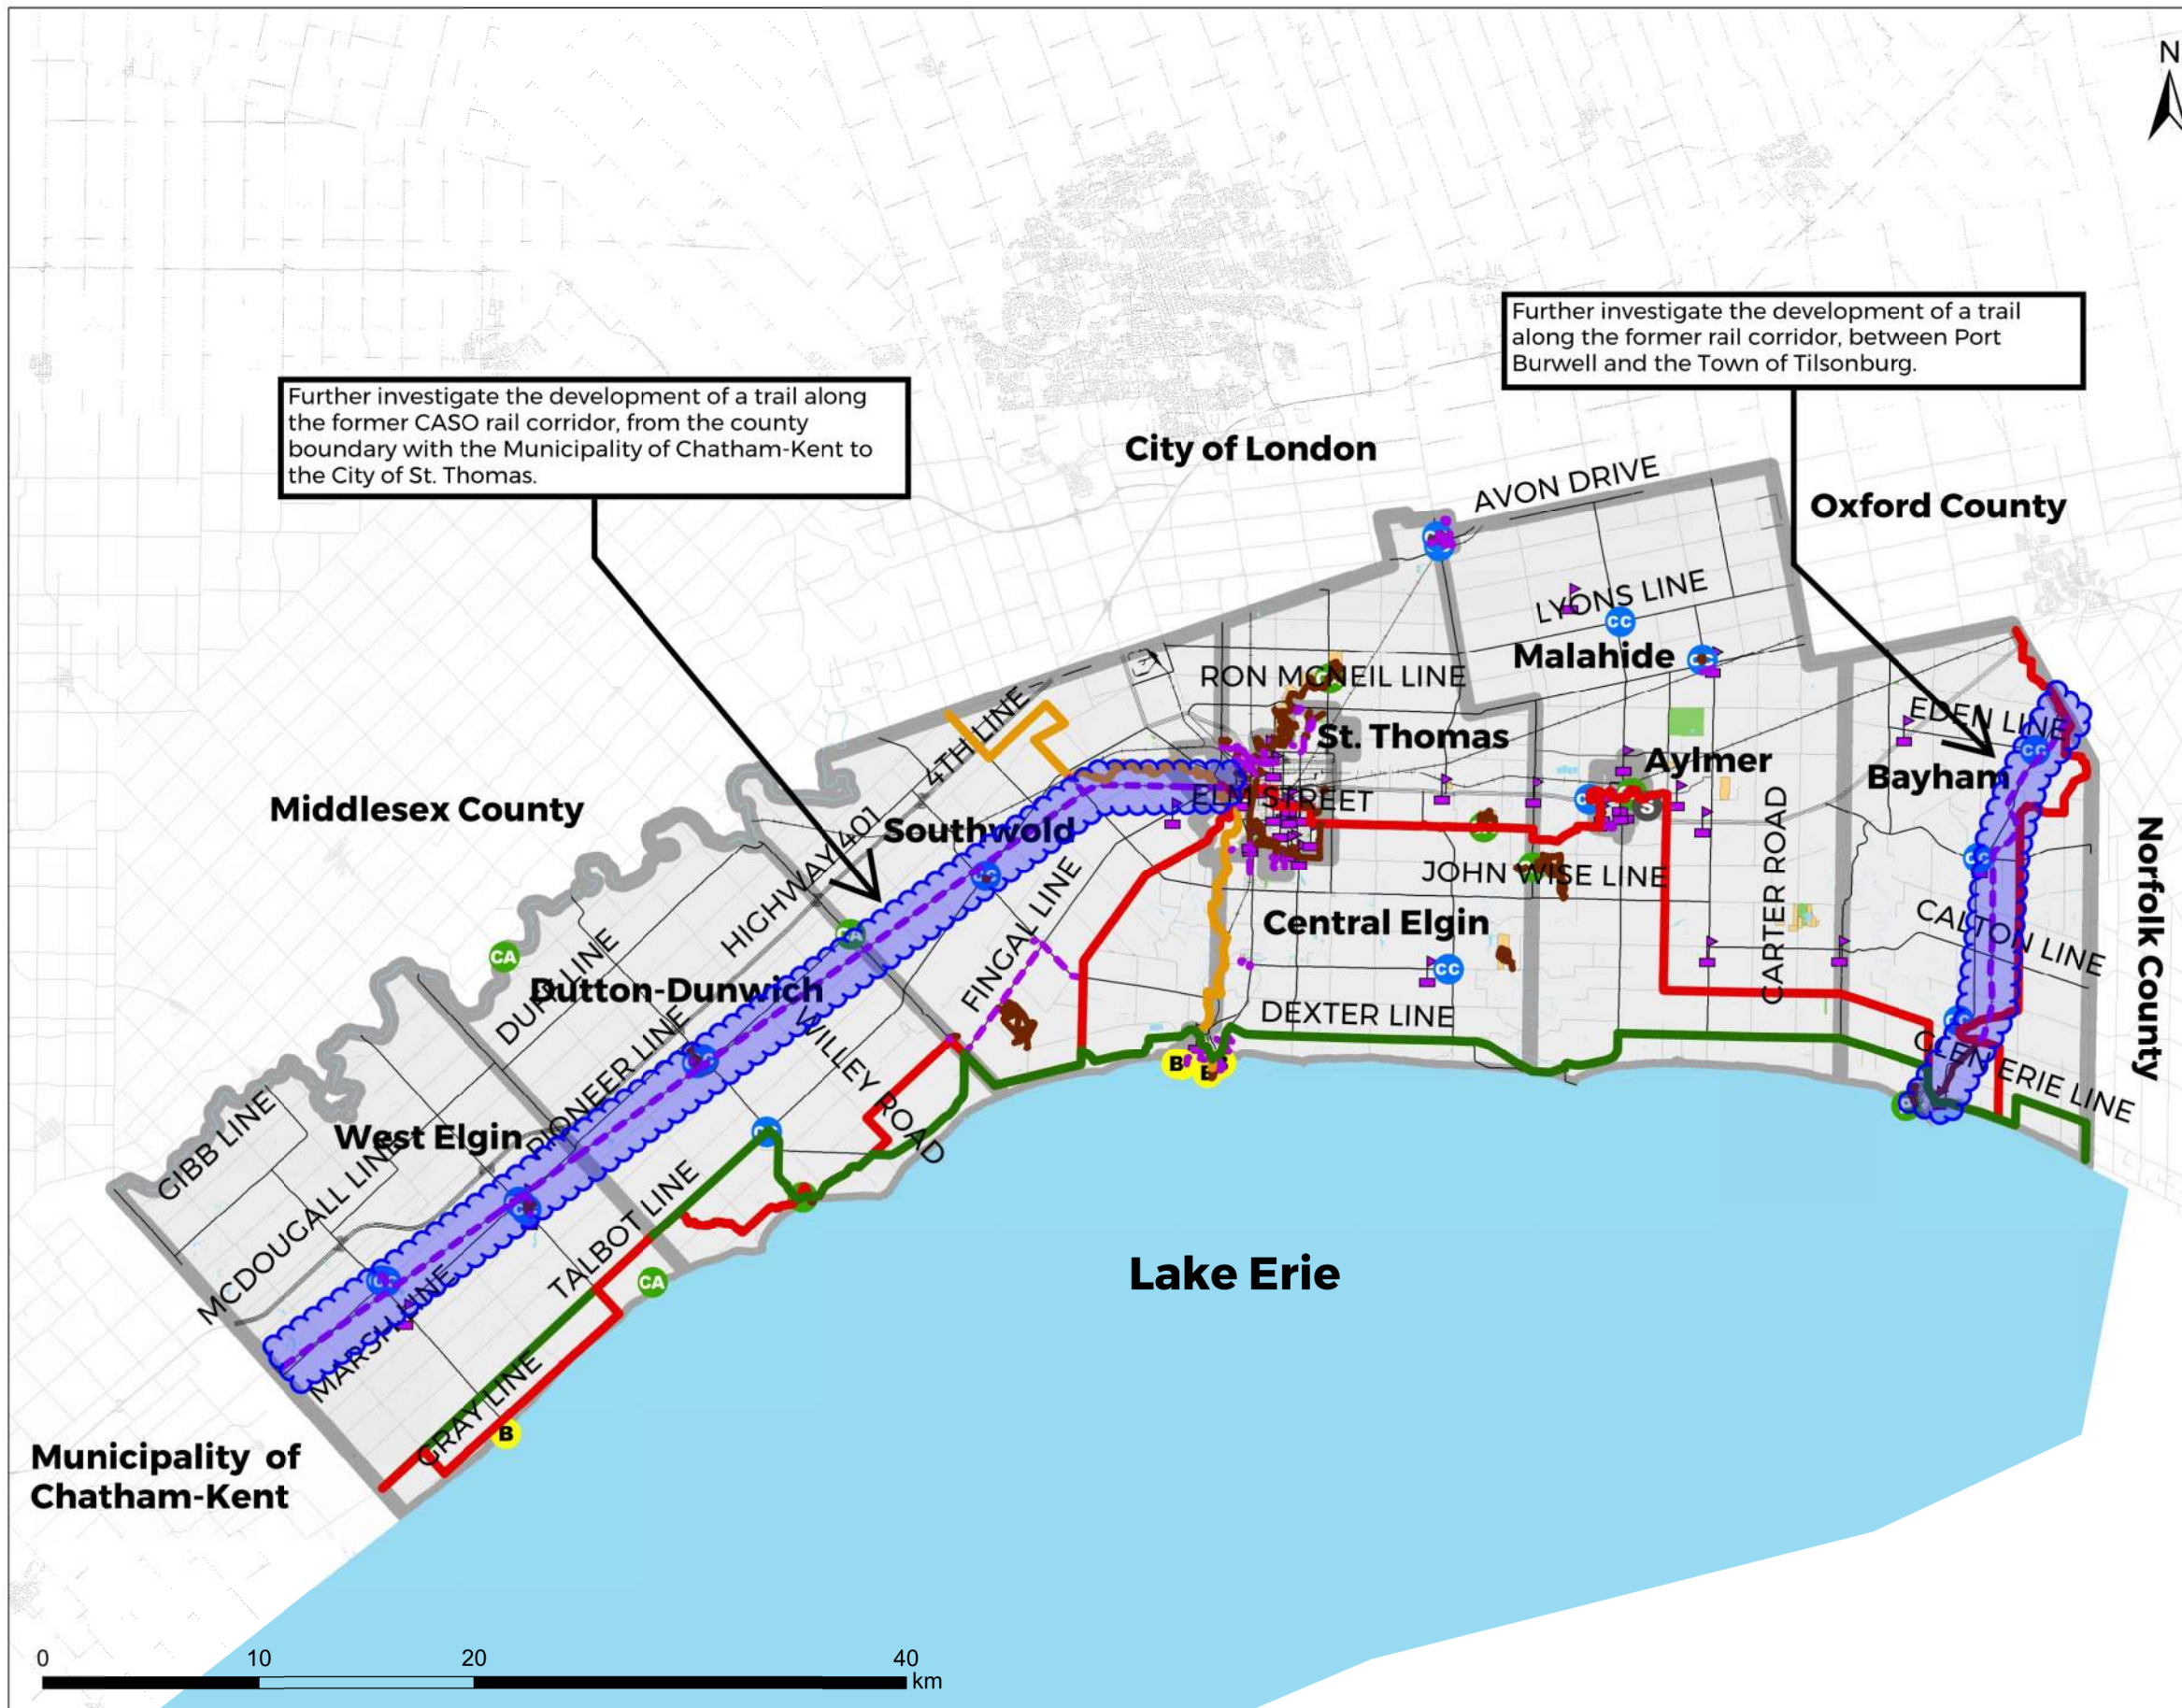 N
Further investigate the development of a trail
along the former rail corridor, between Port
Burwell and the Town of Tilsonburg.
Further investigate the development of a trail along
the former CASO rail corridor, from the county
boundary with the Municipality of Chatham-Kent to
the City of St. Thomas.
City of London
AVON DRIVE
Oxford County
LYONS LINE
CC
Malahide
RON MCNEIL LINE
4TH LINE
St. Thomas
EDEN LINE
CC
Aylmer
Bayham
Middlesex County
ELM STREET
Southwold
HIGHWAY 401
JOHN WISE LINE
CARTER ROAD
Norfolk County
FINGAL LINE
Central Elgin
CALTON LINE
CA
CC
DUFF LINE
Dutton-Dunwich
PIONEER LINE
WILLEY ROAD
DEXTER LINE
GLEN ERIE LINE
B
B
GIBB LINE
West Elgin
MCDOUGALL LINE
TALBOT LINE
CA
Lake Erie
MARSH LINE
GRAY LINE
B
Municipality of
Chatham-Kent
0 10 20 40
km